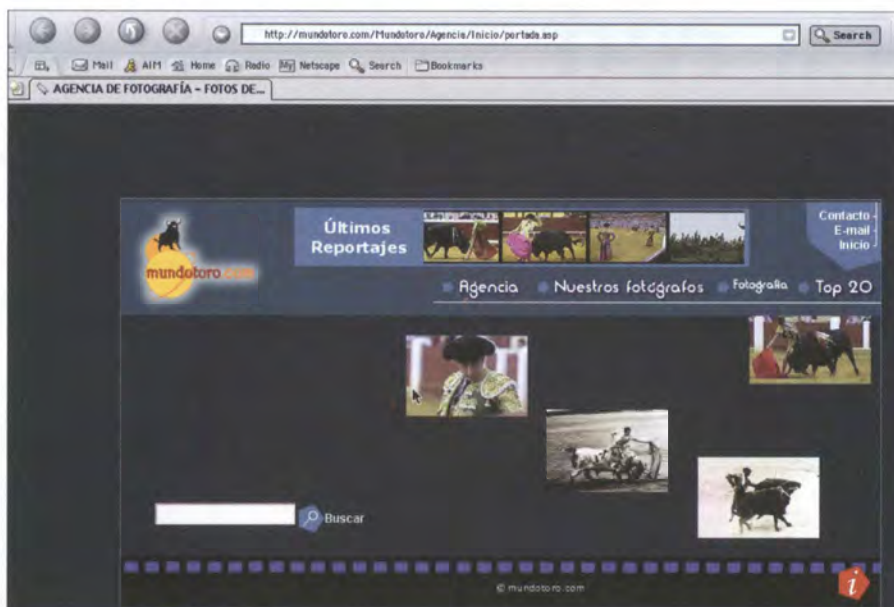 http://mundotoro.com/Mundotoro/Agencia/Inicio/portada.asp
Search
Mail AIM Home Radio My Netscape Search Bookmarks
AGENCIA DE FOTOGRAFÍA - FOTOS DE...
Últimos
Reportajes
Contacto
E-mail
Inicio
mundotoro.com
Agencia Nuestros fotógrafos Fotografía Top 20
Buscar
© mundotoro.com
i